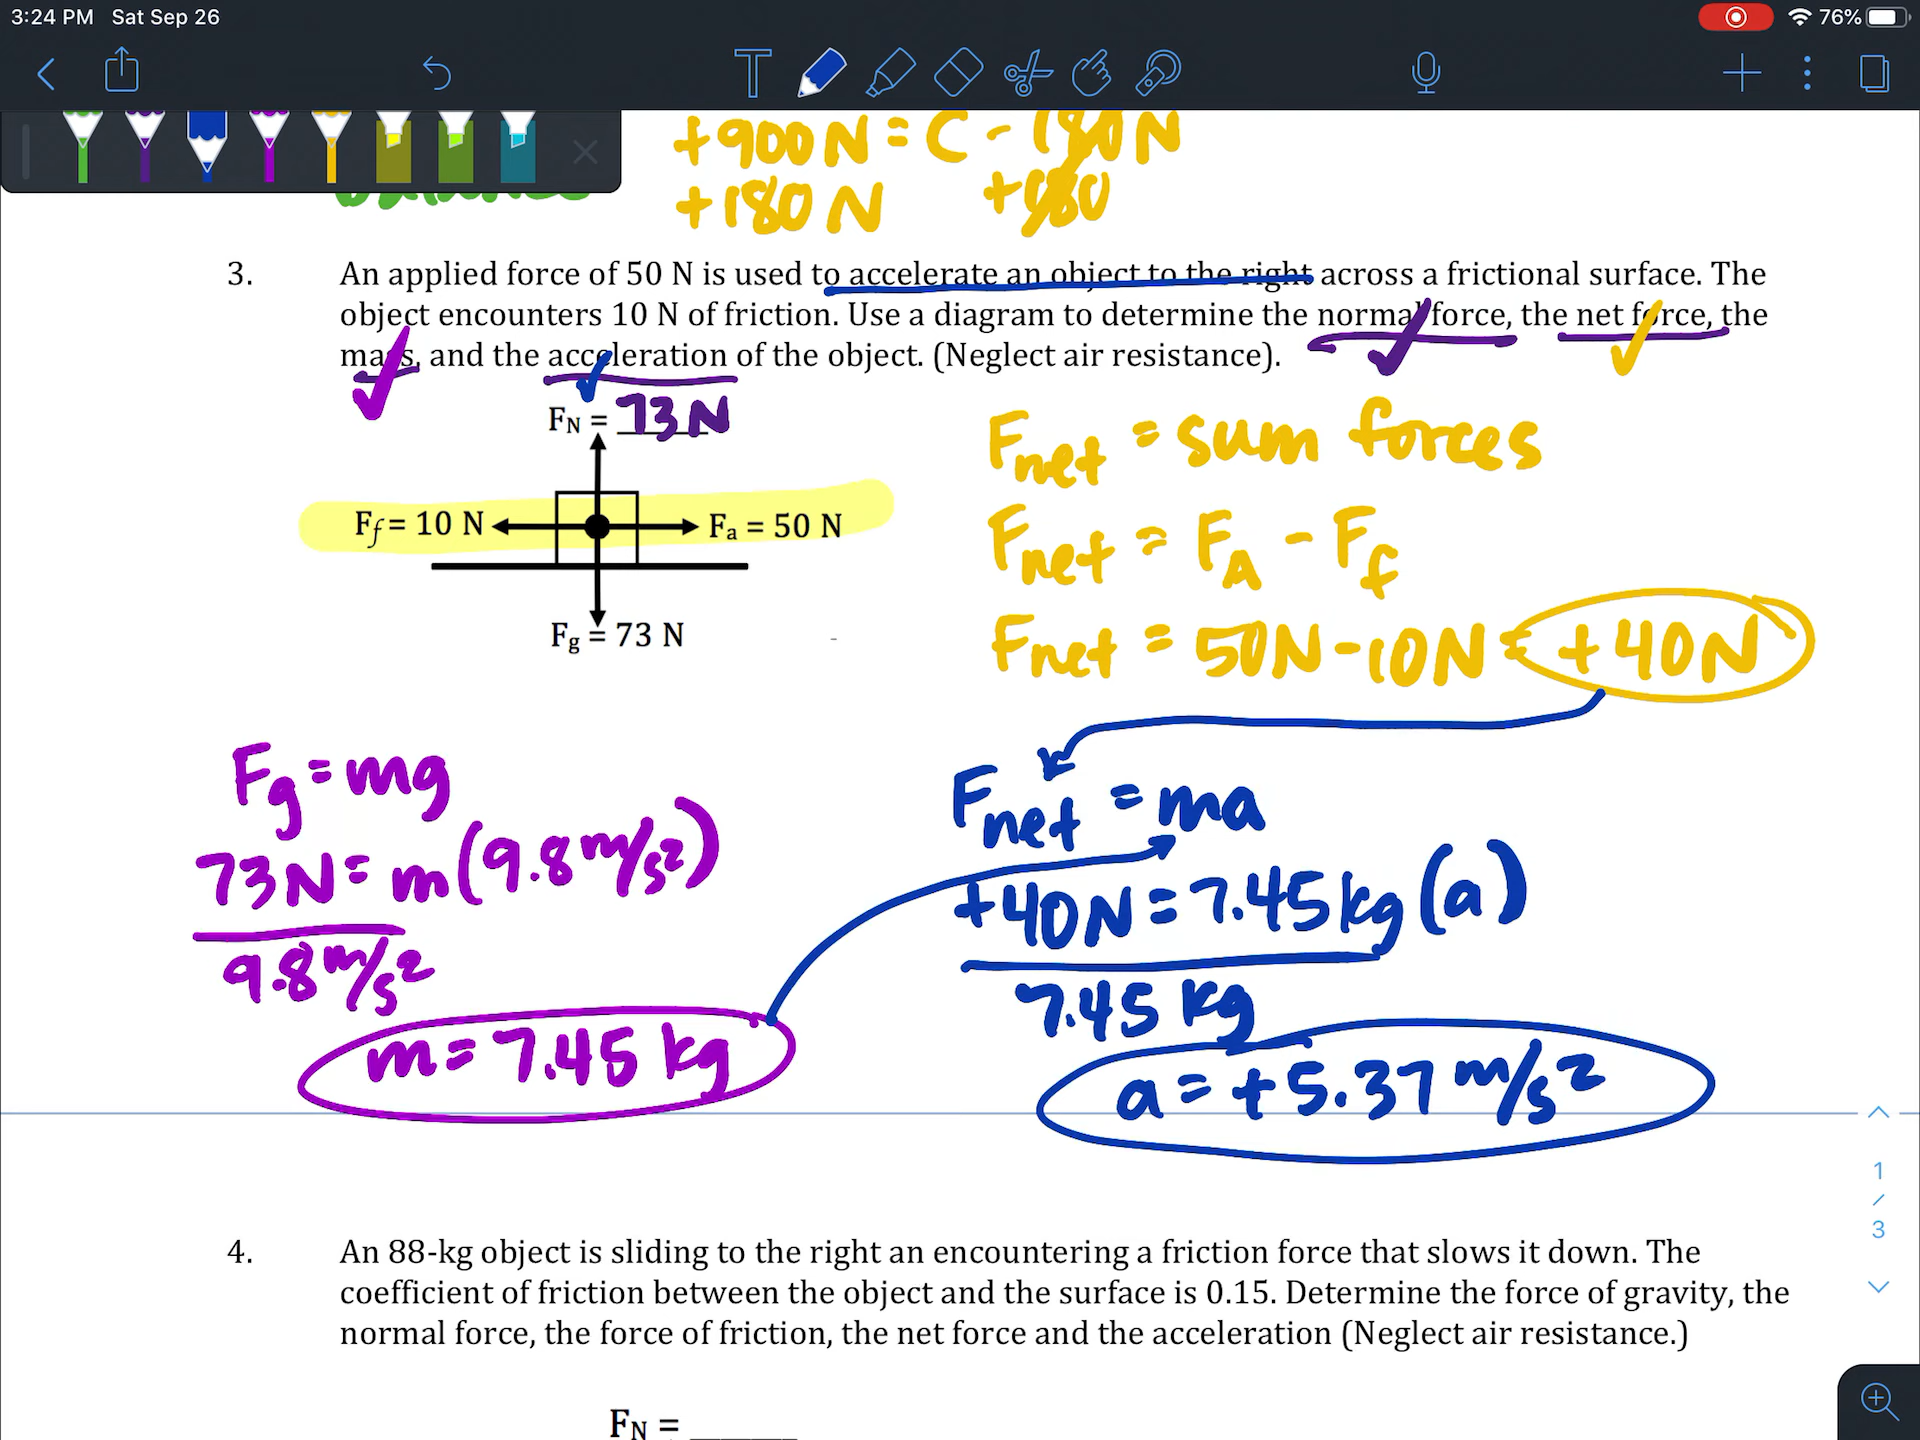 3:24 PM Sat Sep 26
76%
T
+900N = C - 180N
+180N +180
3. An applied force of 50 N is used to accelerate an object to the right across a frictional surface. The
object encounters 10 N of friction. Use a diagram to determine the normal force, the net force, the
mass, and the acceleration of the object. (Neglect air resistance).
FN = 73N
Ff = 10 N
Fa = 50 N
Fg = 73 N
Fnet = sum forces
Fnet = FA - Ff
Fnet = 50N - 10N = +40N
Fg = mg
73N = m(9.8 m/s²)
9.8 m/s²
m = 7.45 kg
Fnet = ma
+40N = 7.45 kg (a)
7.45 kg
a = +5.37 m/s²
1
/
3
4. An 88-kg object is sliding to the right an encountering a friction force that slows it down. The
coefficient of friction between the object and the surface is 0.15. Determine the force of gravity, the
normal force, the force of friction, the net force and the acceleration (Neglect air resistance.)
FN = ______